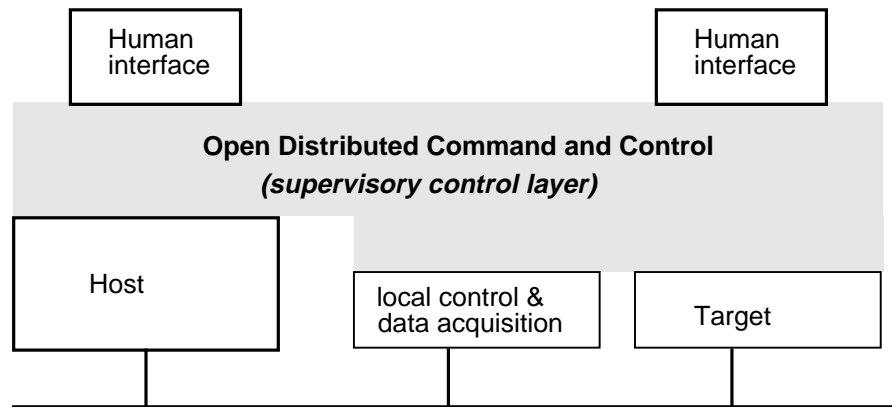 Human
interface
Human
interface
Open Distributed Command and Control
(supervisory control layer)
Host
local control &
data acquisition
Target